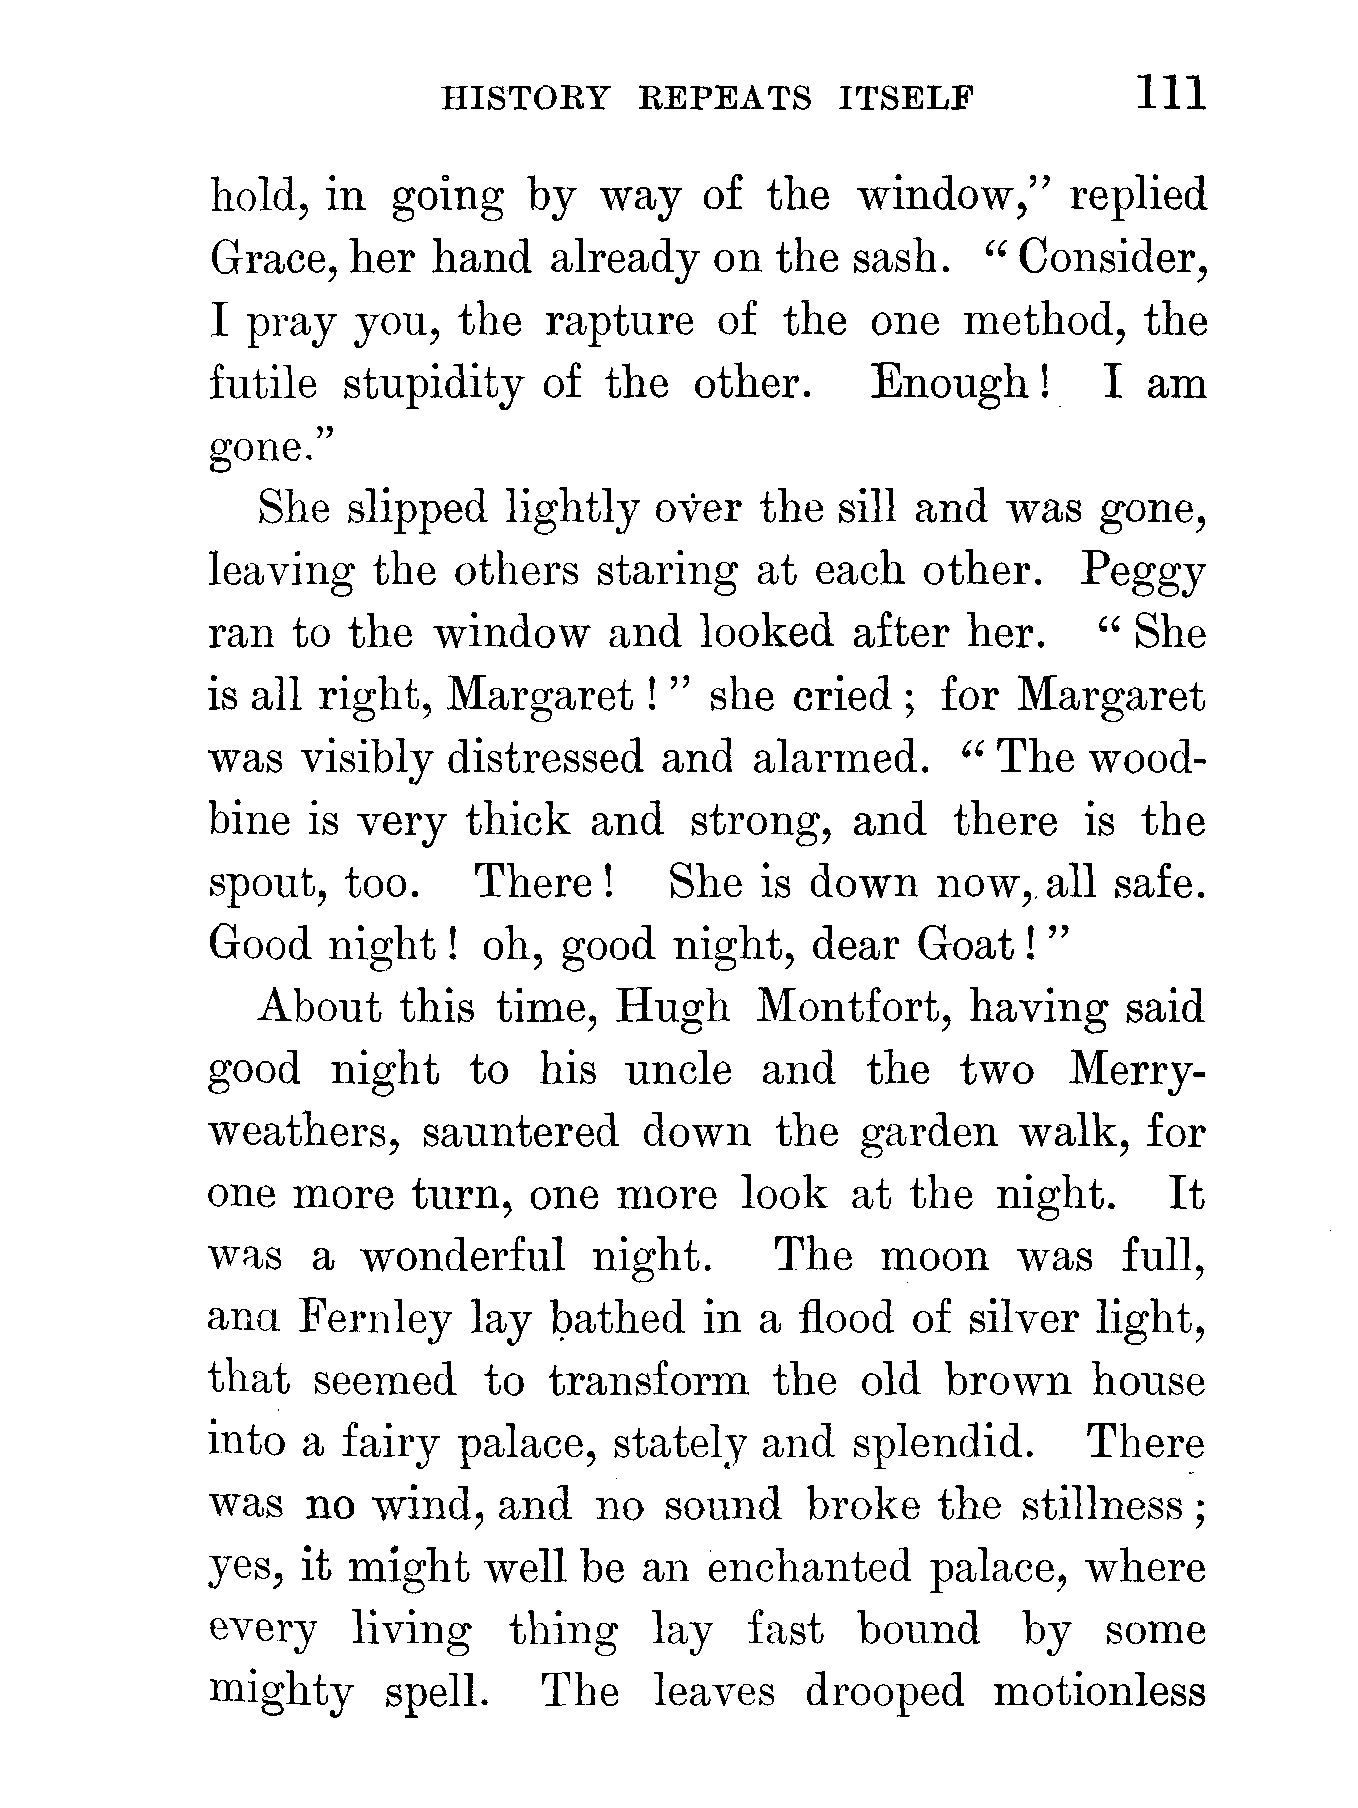 HISTORY REPEATS ITSELF 111
hold, in going by way of the window,” replied
Grace, her hand already on the sash. “Consider,
I pray you, the rapture of the one method, the
futile stupidity of the other. Enough! I am
gone.”
She slipped lightly over the sill and was gone,
leaving the others staring at each other. Peggy
ran to the window and looked after her. “She
is all right, Margaret!” she cried; for Margaret
was visibly distressed and alarmed. “The wood-
bine is very thick and strong, and there is the
spout, too. There! She is down now, all safe.
Good night! oh, good night, dear Goat!”
About this time, Hugh Montfort, having said
good night to his uncle and the two Merry-
weathers, sauntered down the garden walk, for
one more turn, one more look at the night. It
was a wonderful night. The moon was full,
and Fernley lay bathed in a flood of silver light,
that seemed to transform the old brown house
into a fairy palace, stately and splendid. There
was no wind, and no sound broke the stillness;
yes, it might well be an enchanted palace, where
every living thing lay fast bound by some
mighty spell. The leaves drooped motionless